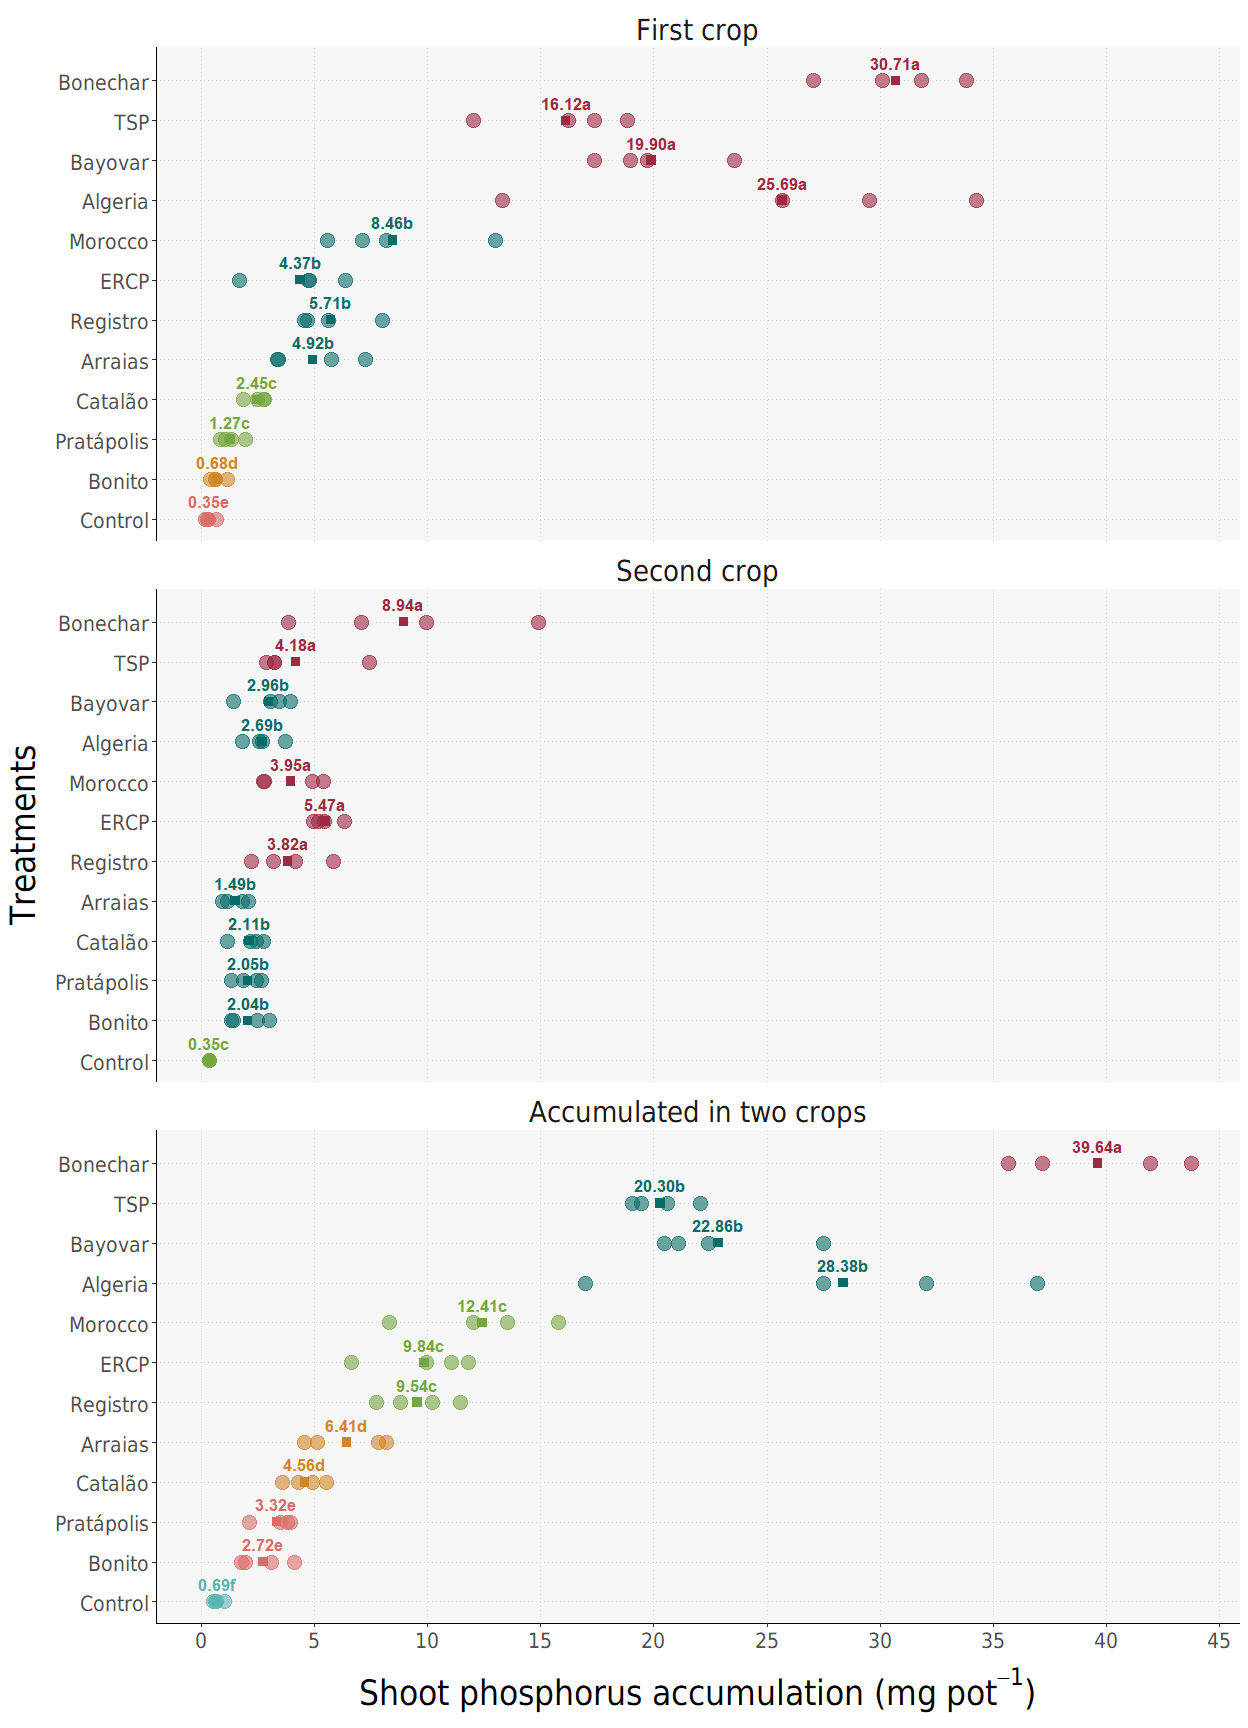 First crop
Bonechar
30.71a
TSP
16.12a
Bayovar
19.90a
Algeria
25.69a
Morocco
8.46b
ERCP
4.37b
Registro
5.71b
Arraias
4.92b
Catalão
2.45c
Pratápolis
1.27c
Bonito
0.68d
Control
0.35e
Second crop
Bonechar
8.94a
TSP
4.18a
Bayovar
2.96b
Algeria
2.69b
Morocco
3.95a
ERCP
5.47a
Registro
3.82a
Arraias
1.49b
Catalão
2.11b
Pratápolis
2.05b
Bonito
2.04b
Control
0.35c
Treatments
Accumulated in two crops
Bonechar
39.64a
TSP
20.30b
Bayovar
22.86b
Algeria
28.38b
Morocco
12.41c
ERCP
9.84c
Registro
9.54c
Arraias
6.41d
Catalão
4.56d
Pratápolis
3.32e
Bonito
2.72e
Control
0.69f
0 5 10 15 20 25 30 35 40 45
Shoot phosphorus accumulation (mg pot⁻¹)